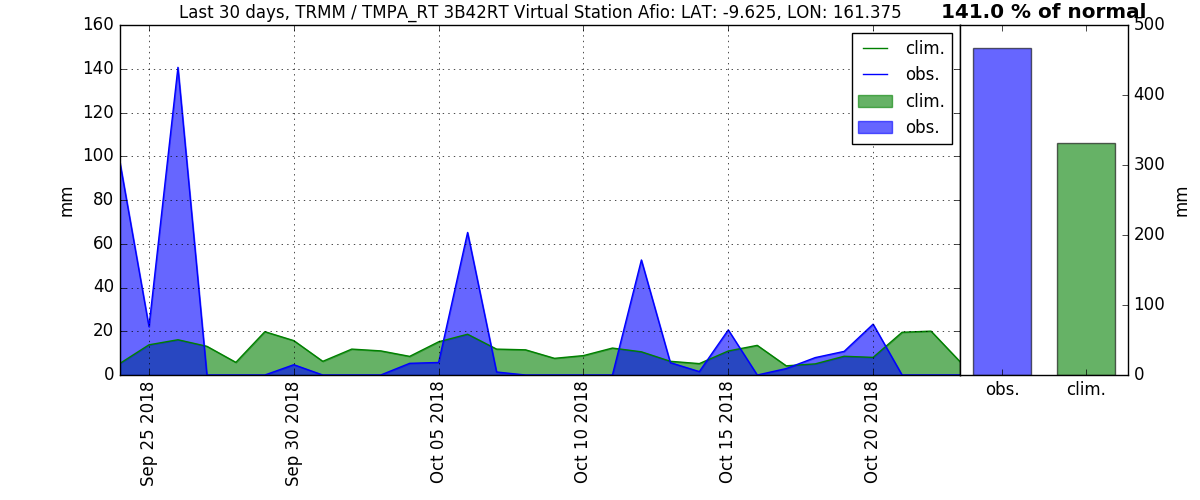 Last 30 days, TRMM / TMPA_RT 3B42RT Virtual Station Afio: LAT: -9.625, LON: 161.375
141.0 % of normal
160
140
120
100
80
60
40
20
0
mm
clim.
obs.
clim.
obs.
Sep 25 2018
Sep 30 2018
Oct 05 2018
Oct 10 2018
Oct 15 2018
Oct 20 2018
500
400
300
200
100
0
mm
obs.
clim.